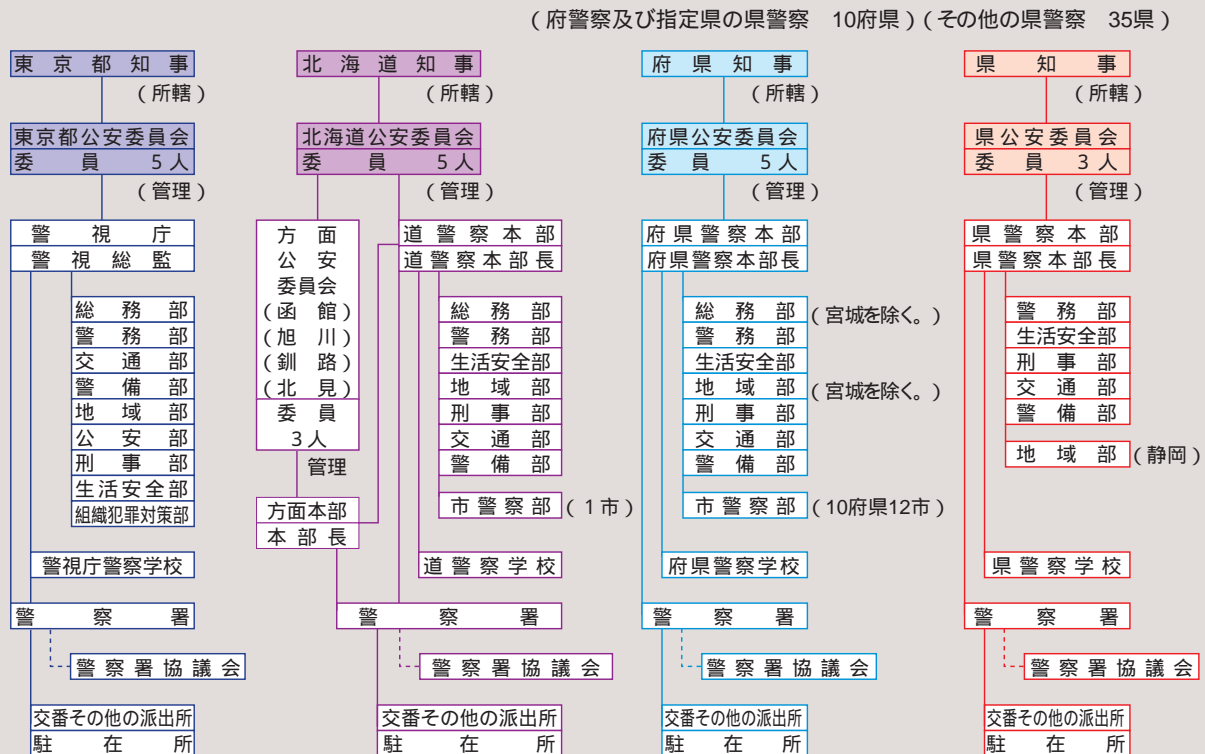 (府警察及び指定県の県警察　10府県)(その他の県警察　35県)
東京都知事
(所轄)
東京都公安委員会
委員 5人
(管理)
警視庁
警視総監
総務部
警務部
交通部
警備部
地域部
公安部
刑事部
生活安全部
組織犯罪対策部
警視庁警察学校
警察署
警察署協議会
交番その他の派出所
駐在所
北海道知事
(所轄)
北海道公安委員会
委員 5人
(管理)
方面
公安
委員会
(函館)
(旭川)
(釧路)
(北見)
委員
3人
管理
方面本部
本部長
道警察本部
道警察本部長
総務部
警務部
生活安全部
地域部
刑事部
交通部
警備部
市警察部(1市)
道警察学校
警察署
警察署協議会
交番その他の派出所
駐在所
府県知事
(所轄)
府県公安委員会
委員 5人
(管理)
府県警察本部
府県警察本部長
総務部(宮城を除く。)
警務部
生活安全部
地域部(宮城を除く。)
刑事部
交通部
警備部
市警察部(10府県12市)
府県警察学校
警察署
警察署協議会
交番その他の派出所
駐在所
県知事
(所轄)
県公安委員会
委員 3人
(管理)
県警察本部
県警察本部長
警務部
生活安全部
刑事部
交通部
警備部
地域部(静岡)
県警察学校
警察署
警察署協議会
交番その他の派出所
駐在所